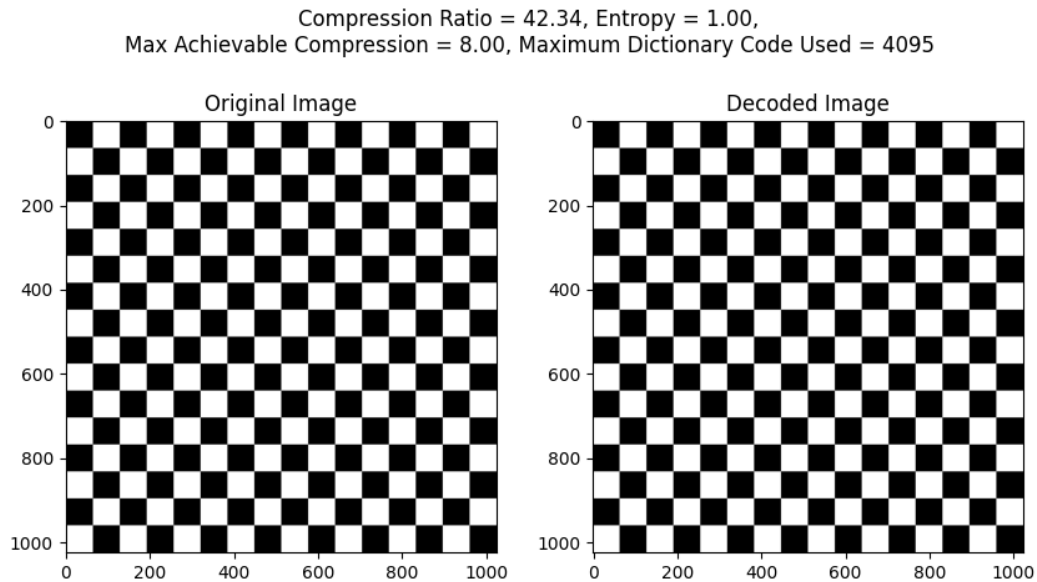 Compression Ratio = 42.34, Entropy = 1.00,
Max Achievable Compression = 8.00, Maximum Dictionary Code Used = 4095
Original Image
0
200
400
600
800
1000
0 200 400 600 800 1000
Decoded Image
0
200
400
600
800
1000
0 200 400 600 800 1000